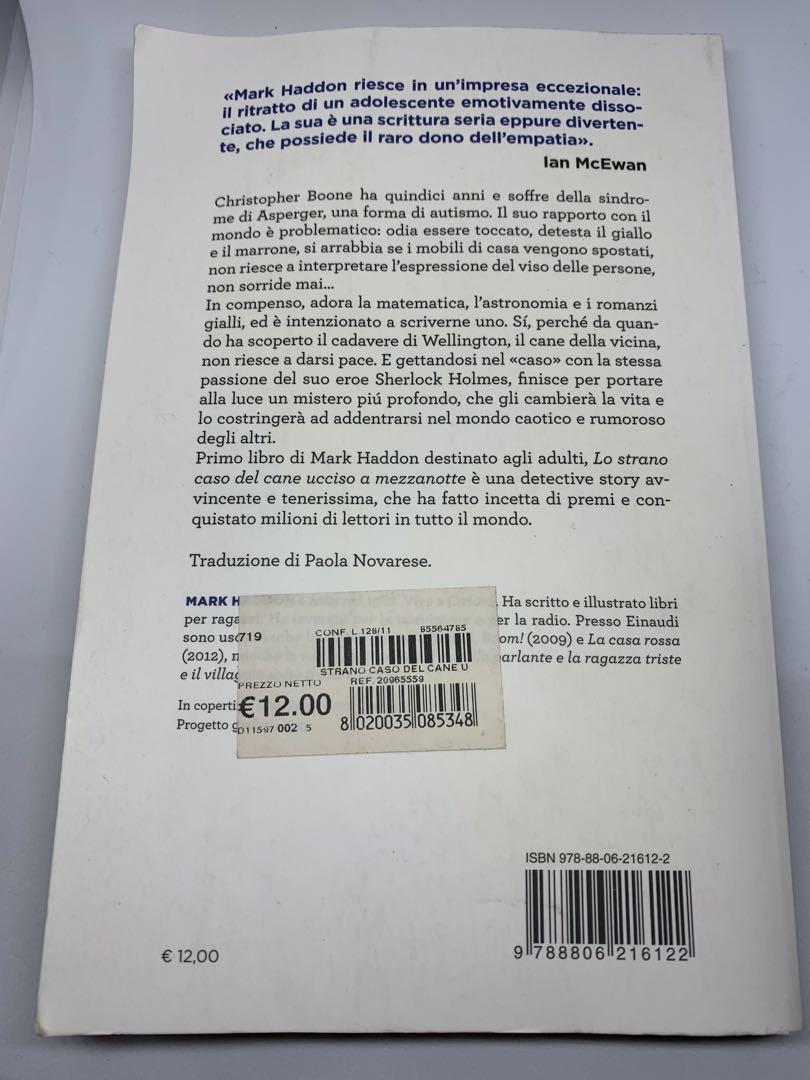 «Mark Haddon riesce in un'impresa eccezionale:
il ritratto di un adolescente emotivamente disso-
ciato. La sua è una scrittura seria eppure diverten-
te, che possiede il raro dono dell'empatia».
Ian McEwan
Christopher Boone ha quindici anni e soffre della sindro-
me di Asperger, una forma di autismo. Il suo rapporto con il
mondo è problematico: odia essere toccato, detesta il giallo
e il marrone, si arrabbia se i mobili di casa vengono spostati,
non riesce a interpretare l'espressione del viso delle persone,
non sorride mai...
In compenso, adora la matematica, l'astronomia e i romanzi
gialli, ed è intenzionato a scriverne uno. Sí, perché da quan-
do ha scoperto il cadavere di Wellington, il cane della vicina,
non riesce a darsi pace. E gettandosi nel «caso» con la stessa
passione del suo eroe Sherlock Holmes, finisce per portare
alla luce un mistero piú profondo, che gli cambierà la vita e
lo costringerà ad addentrarsi nel mondo caotico e rumoroso
degli altri.
Primo libro di Mark Haddon destinato agli adulti, Lo strano
caso del cane ucciso a mezzanotte è una detective story av-
vincente e tenerissima, che ha fatto incetta di premi e con-
quistato milioni di lettori in tutto il mondo.
Traduzione di Paola Novarese.
MARK H . Ha scritto e illustrato libri
per raga er la radio. Presso Einaudi
sono usc oom! (2009) e La casa rossa
(2012), arlante e la ragazza triste
e il villag
In coperti
Progetto g
719 CONF L.128/11 85564785
STRANO CASO DEL CANE U
PREZZO NETTO REF. 20965559
€12.00
D11597 002 5 8 020035 085348
ISBN 978-88-06-21612-2
9 788806 216122
€ 12,00